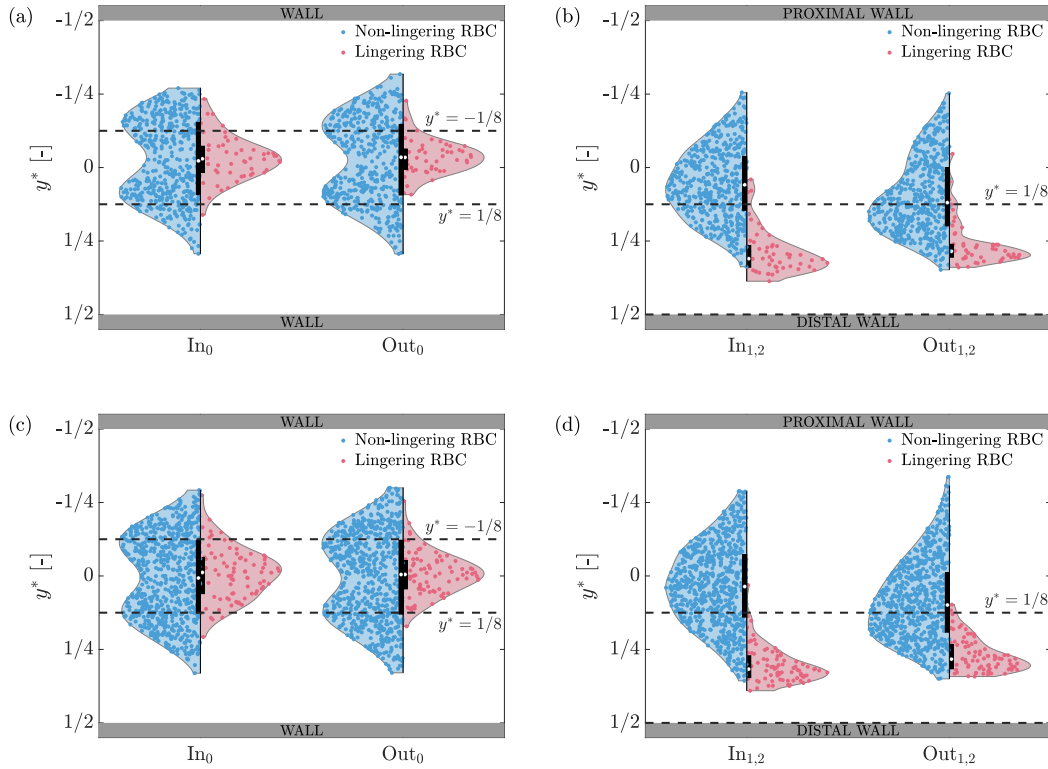 (a)
WALL
Non-lingering RBC
Lingering RBC
-1/2
-1/4
0
1/4
1/2
y* [-]
y* = −1/8
y* = 1/8
WALL
In0
Out0
(b)
PROXIMAL WALL
Non-lingering RBC
Lingering RBC
-1/2
-1/4
0
1/4
1/2
y* [-]
y* = 1/8
DISTAL WALL
In1,2
Out1,2
(c)
WALL
Non-lingering RBC
Lingering RBC
-1/2
-1/4
0
1/4
1/2
y* [-]
y* = −1/8
y* = 1/8
WALL
In0
Out0
(d)
PROXIMAL WALL
Non-lingering RBC
Lingering RBC
-1/2
-1/4
0
1/4
1/2
y* [-]
y* = 1/8
DISTAL WALL
In1,2
Out1,2